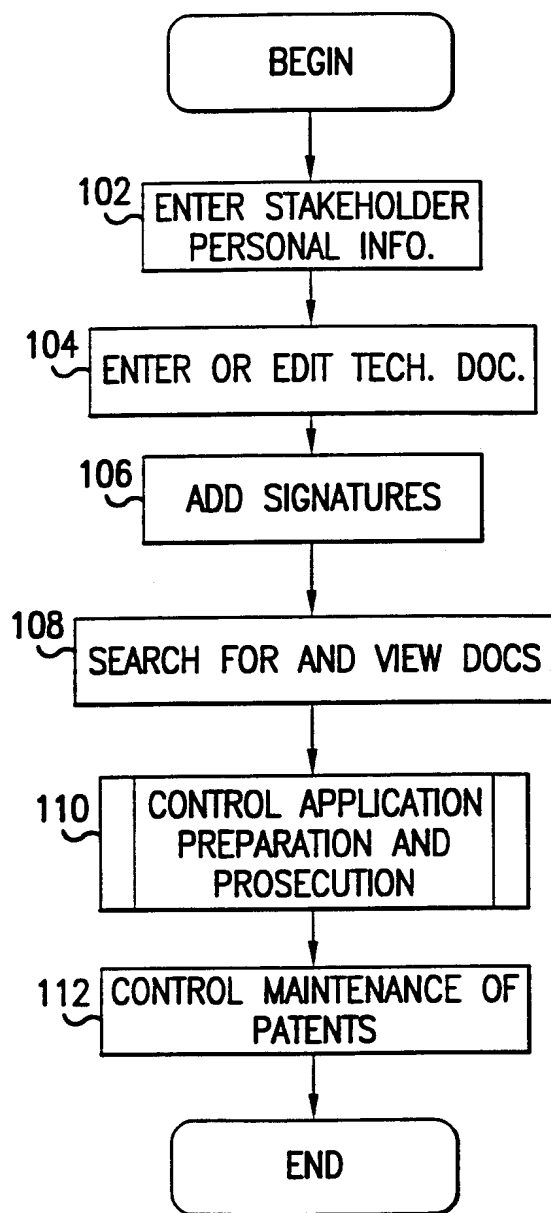 BEGIN
102
ENTER STAKEHOLDER
PERSONAL INFO.
104
ENTER OR EDIT TECH. DOC.
106
ADD SIGNATURES
108
SEARCH FOR AND VIEW DOCS.
110
CONTROL APPLICATION
PREPARATION AND
PROSECUTION
112
CONTROL MAINTENANCE OF
PATENTS
END